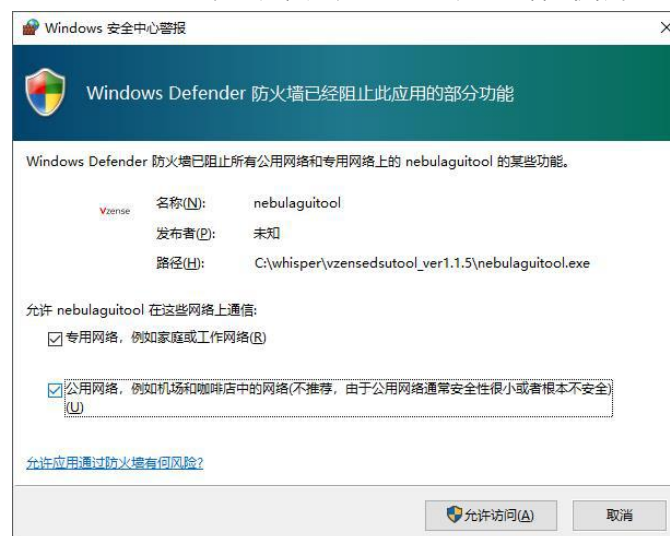 Windows 安全中心警报
Windows Defender 防火墙已经阻止此应用的部分功能
Windows Defender 防火墙已阻止所有公用网络和专用网络上的 nebulaguitool 的某些功能。
Vzense
名称(N): nebulaguitool
发布者(P): 未知
路径(H): C:\whisper\vzensedsutool_ver1.1.5\nebulaguitool.exe
允许 nebulaguitool 在这些网络上通信:
专用网络，例如家庭或工作网络(R)
公用网络，例如机场和咖啡店中的网络(不推荐，由于公用网络通常安全性很小或者根本不安全)
(U)
允许应用通过防火墙有何风险?
允许访问(A) 取消